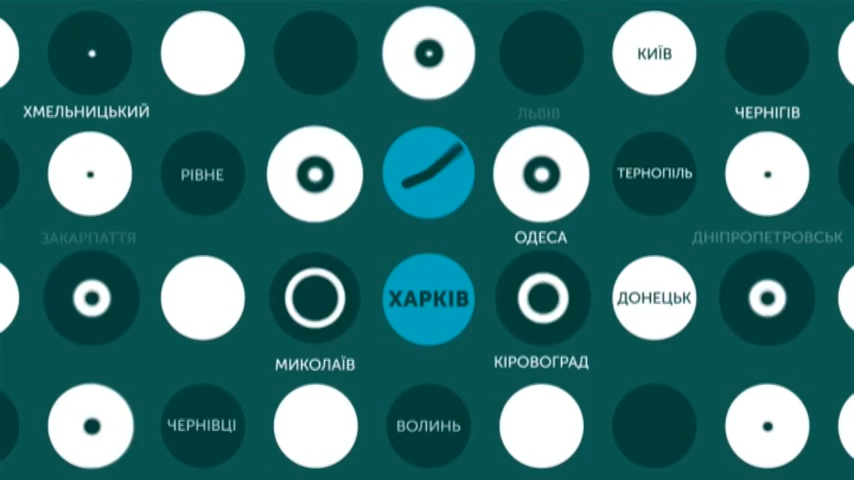 КИЇВ
ХМЕЛЬНИЦЬКИЙ
ЛЬВІВ
ЧЕРНІГІВ
РІВНЕ
ТЕРНОПІЛЬ
ЗАКАРПАТТЯ
ОДЕСА
ДНІПРОПЕТРОВСЬК
ХАРКІВ
ДОНЕЦЬК
МИКОЛАЇВ
КІРОВОГРАД
ЧЕРНІВЦІ
ВОЛИНЬ